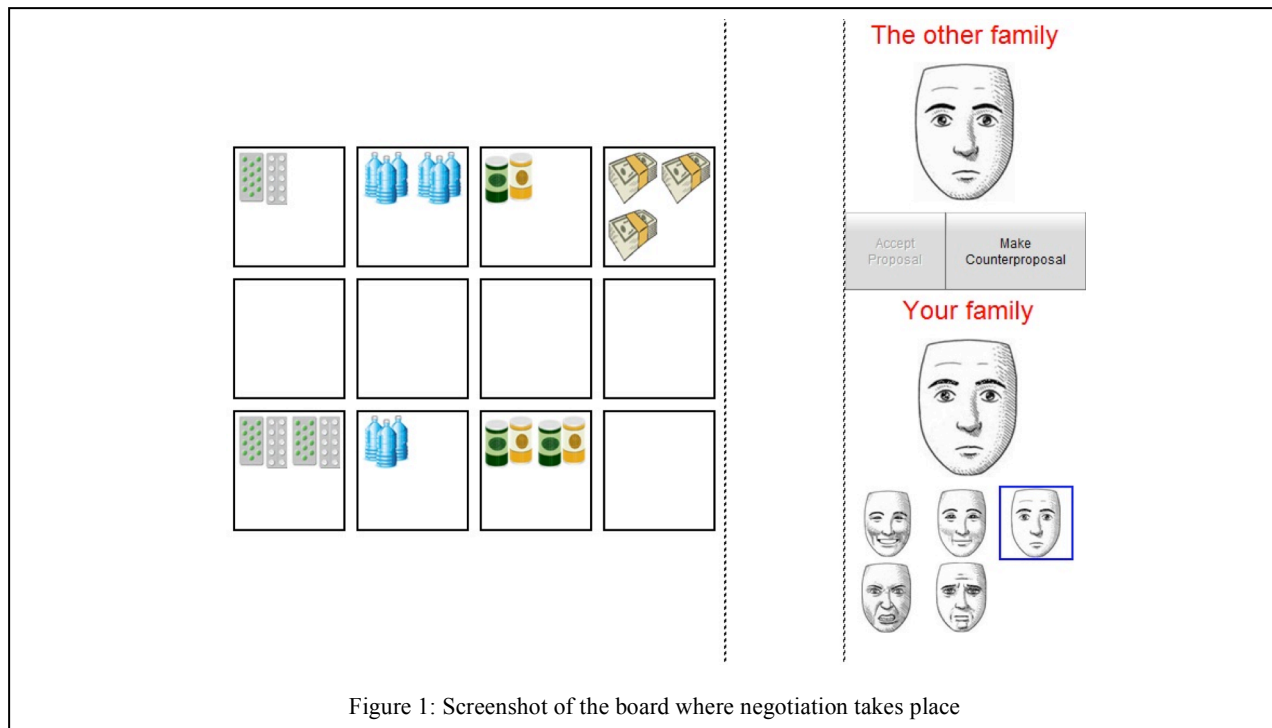 The other family
Accept
Proposal
Make
Counterproposal
Your family
Figure 1: Screenshot of the board where negotiation takes place